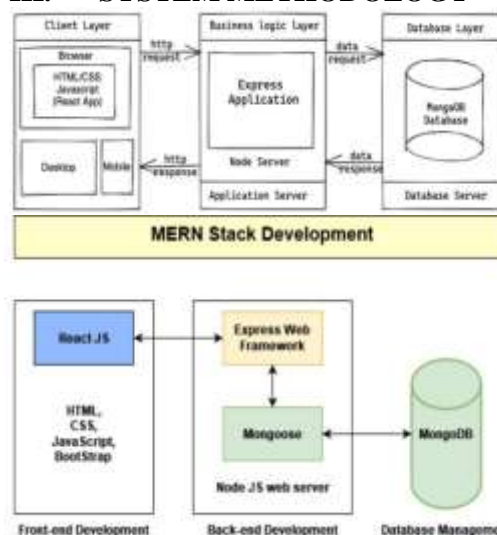 III. SYSTEM METHODOLOGY
Client Layer
Browser
HTML/CSS
Javascript
(React App)
Desktop
Mobile
http
request
http
response
Business logic layer
Express
Application
Node Server
Application Server
data
request
data
response
Database Layer
MongoDB
Database
Database Server
MERN Stack Development
React JS
HTML,
CSS,
JavaScript,
BootStrap
Front-end Development
Express Web
Framework
Mongoose
Node JS web server
Back-end Development
MongoDB
Database Manageme